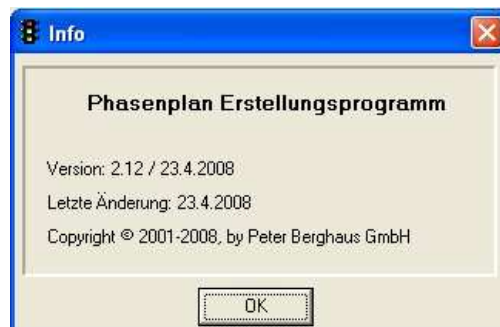 Info
Phasenplan Erstellungsprogramm
Version: 2.12 / 23.4.2008
Letzte Änderung: 23.4.2008
Copyright © 2001-2008, by Peter Berghaus GmbH
OK